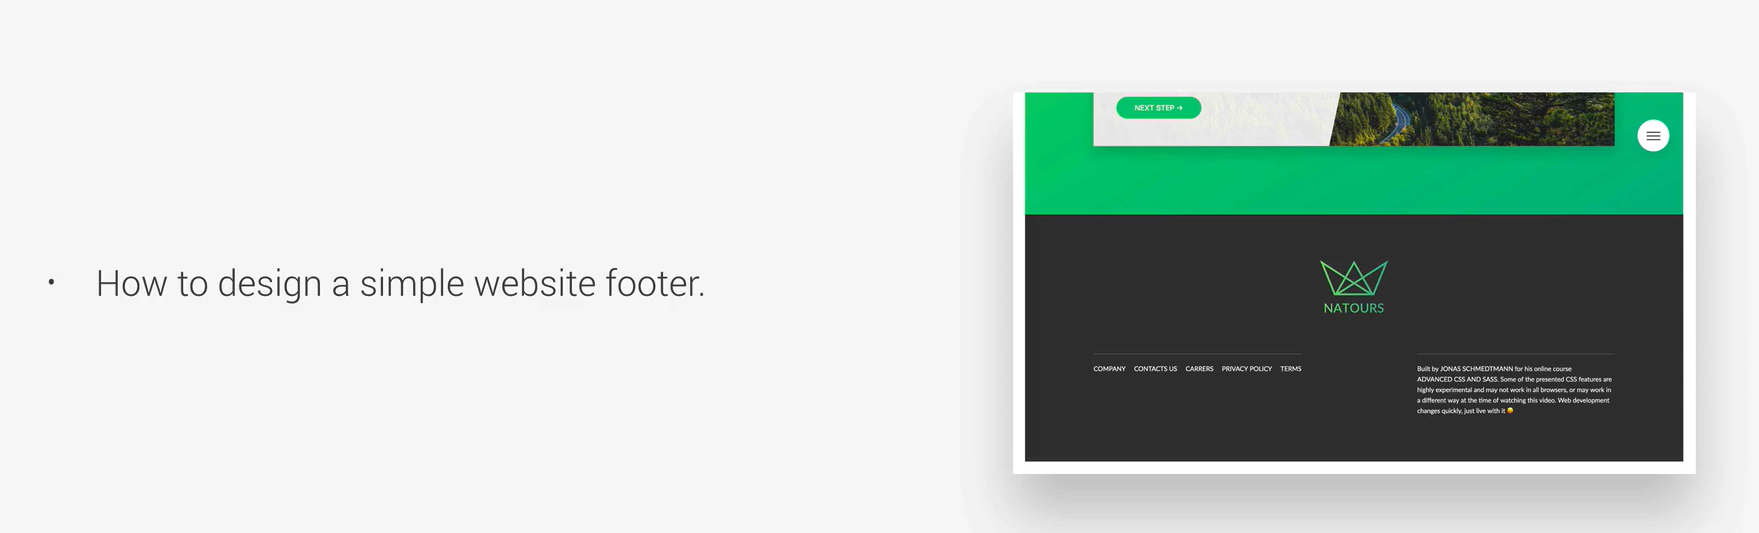 • How to design a simple website footer.
NEXT STEP →
NATOURS
COMPANY CONTACTS US CARRERS PRIVACY POLICY TERMS
Built by JONAS SCHMEDTMANN for his online course
ADVANCED CSS AND SASS. Some of the presented CSS features are
highly experimental and may not work in all browsers, or may work in
a different way at the time of watching this video. Web development
changes quickly, just live with it 😄